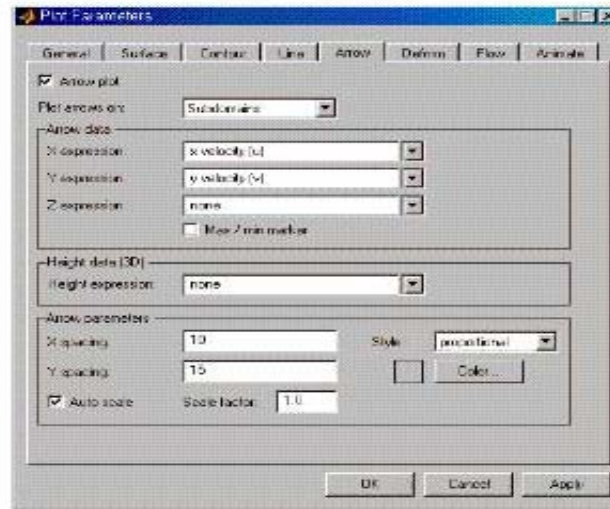 Plot Parameters
General Surface Contour Line Arrow Deform Flow Animate
Arrow plot
Plot arrows on: Subdomains
Arrow data
X expression x velocity (u)
Y expression y velocity (v)
Z expression none
Max / min marker
Height data (3D)
Height expression: none
Arrow parameters
X spacing 10 Style proportional
Y spacing 15 Color...
Auto scale Scale factor: 1.0
OK Cancel Apply